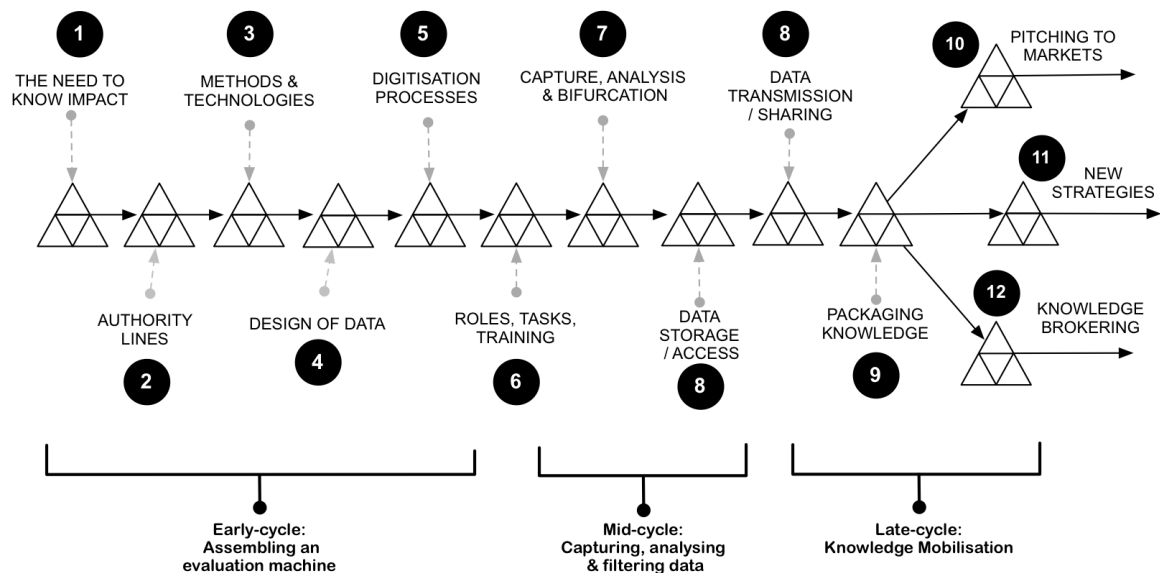 1
THE NEED TO
KNOW IMPACT
3
METHODS &
TECHNOLOGIES
5
DIGITISATION
PROCESSES
7
CAPTURE, ANALYSIS
& BIFURCATION
8
DATA
TRANSMISSION
/ SHARING
10
PITCHING TO
MARKETS
11
NEW
STRATEGIES
12
KNOWLEDGE
BROKERING
AUTHORITY
LINES
2
DESIGN OF DATA
4
ROLES, TASKS,
TRAINING
6
DATA
STORAGE
/ ACCESS
8
PACKAGING
KNOWLEDGE
9
Early-cycle:
Assembling an
evaluation machine
Mid-cycle:
Capturing, analysing
& filtering data
Late-cycle:
Knowledge Mobilisation